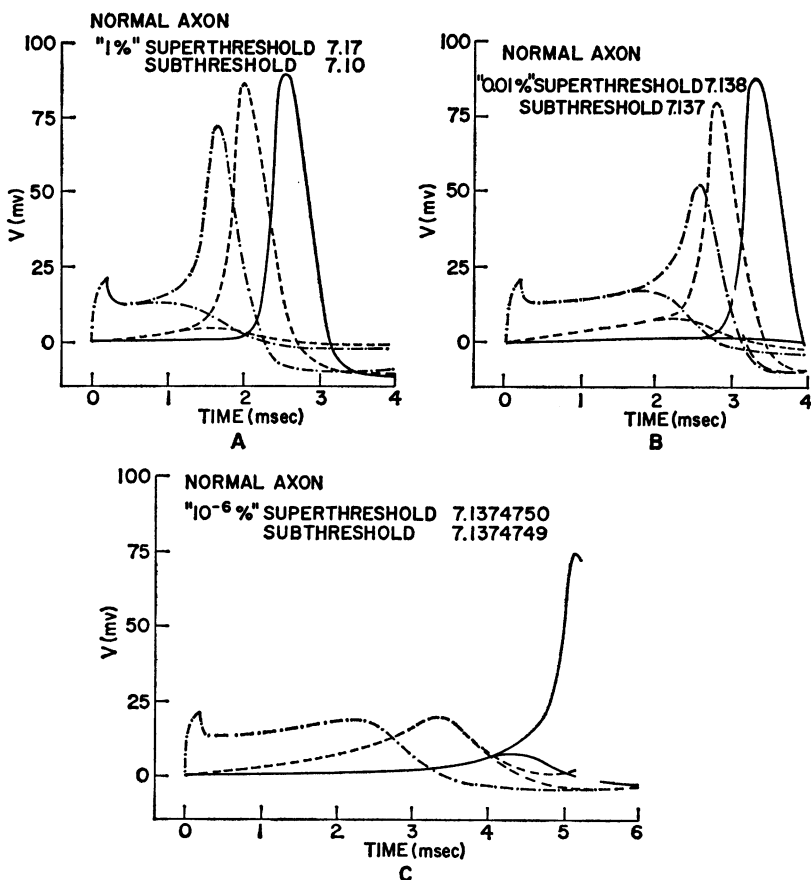 NORMAL AXON
"1%" SUPERTHRESHOLD 7.17
SUBTHRESHOLD 7.10
100
75
50
25
0
V (mv)
0 1 2 3 4
TIME (msec)
A
NORMAL AXON
"0.01%" SUPERTHRESHOLD 7.138
SUBTHRESHOLD 7.137
100
75
50
25
0
V (mv)
0 1 2 3 4
TIME (msec)
B
NORMAL AXON
"10⁻⁶ %" SUPERTHRESHOLD 7.1374750
SUBTHRESHOLD 7.1374749
100
75
50
25
0
V (mv)
0 1 2 3 4 5 6
TIME (msec)
C